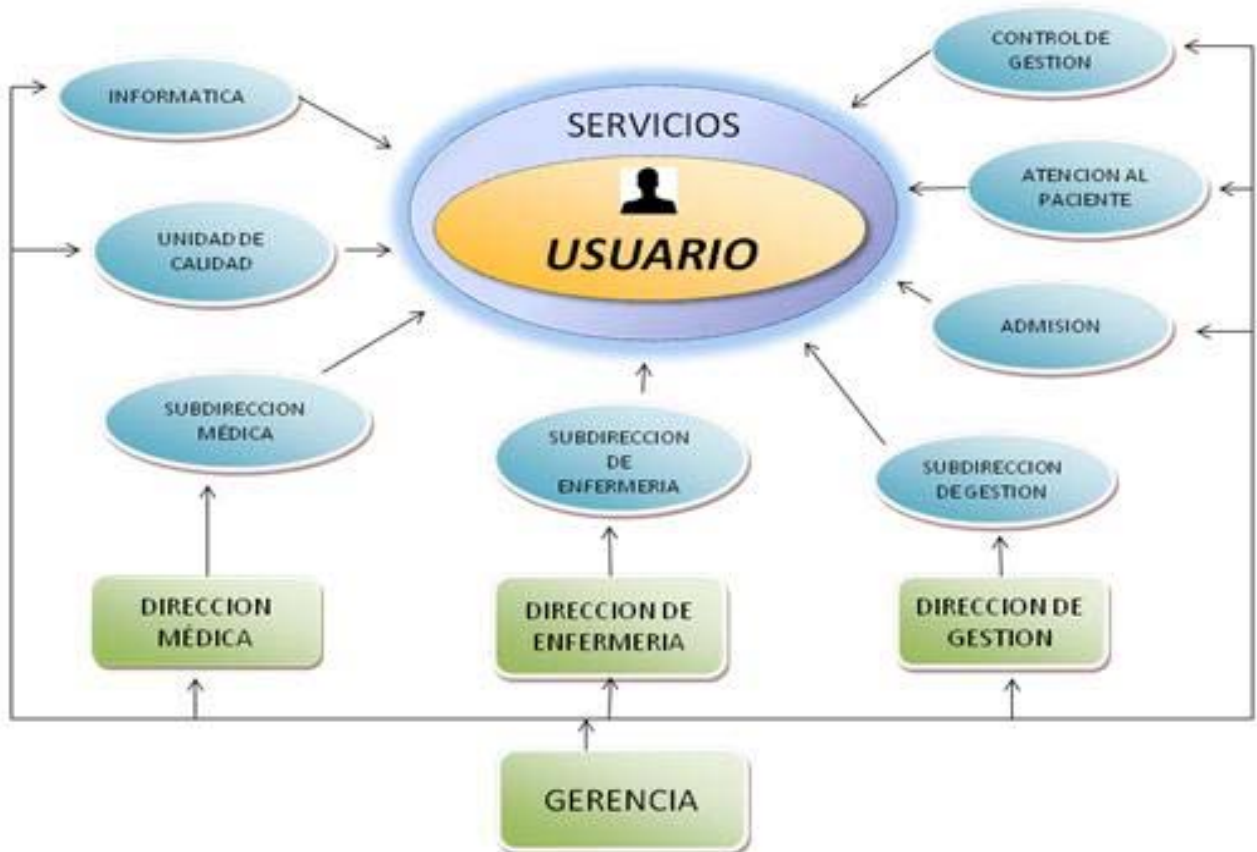 CONTROL DE
GESTION
INFORMATICA
SERVICIOS
ATENCION AL
PACIENTE
UNIDAD DE
CALIDAD
USUARIO
ADMISION
SUBDIRECCION
MÉDICA
SUBDIRECCION
DE
ENFERMERIA
SUBDIRECCION
DE GESTION
DIRECCION
MÉDICA
DIRECCION DE
ENFERMERIA
DIRECCION DE
GESTION
GERENCIA